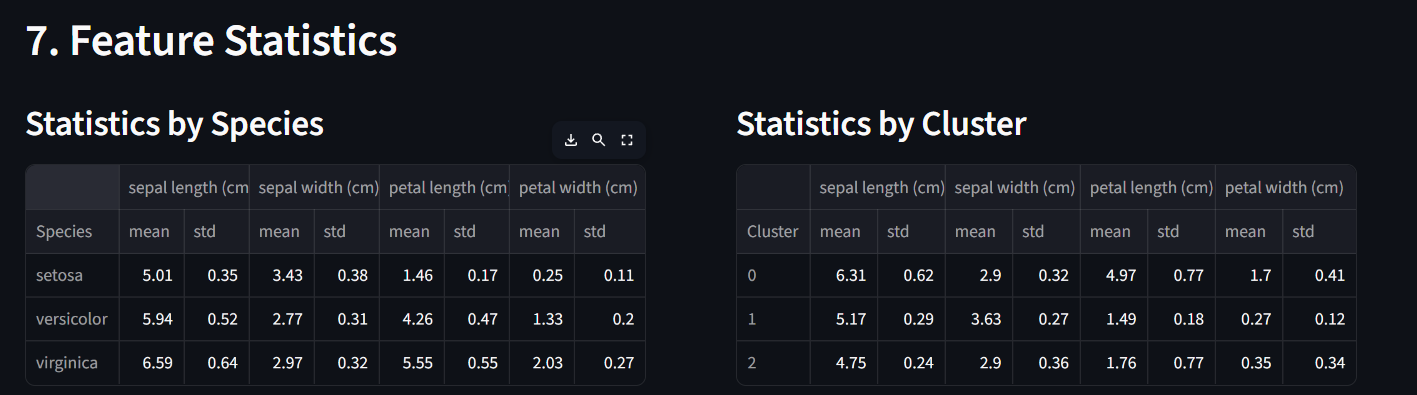 7. Feature Statistics
Statistics by Species
sepal length (cm sepal width (cm) petal length (cm) petal width (cm)
Species mean std mean std mean std mean std
setosa 5.01 0.35 3.43 0.38 1.46 0.17 0.25 0.11
versicolor 5.94 0.52 2.77 0.31 4.26 0.47 1.33 0.2
virginica 6.59 0.64 2.97 0.32 5.55 0.55 2.03 0.27
Statistics by Cluster
sepal length (cm) sepal width (cm) petal length (cm) petal width (cm)
Cluster mean std mean std mean std mean std
0 6.31 0.62 2.9 0.32 4.97 0.77 1.7 0.41
1 5.17 0.29 3.63 0.27 1.49 0.18 0.27 0.12
2 4.75 0.24 2.9 0.36 1.76 0.77 0.35 0.34